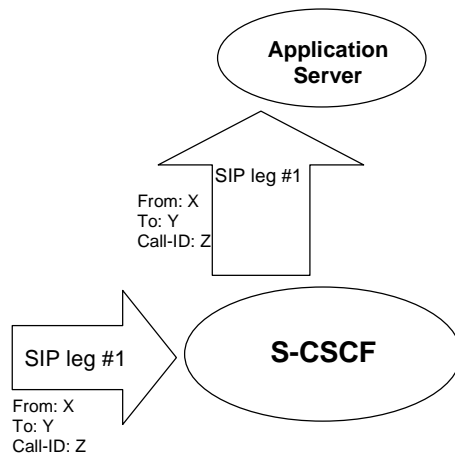 Application
Server
SIP leg #1
From: X
To: Y
Call-ID: Z
S-CSCF
SIP leg #1
From: X
To: Y
Call-ID: Z